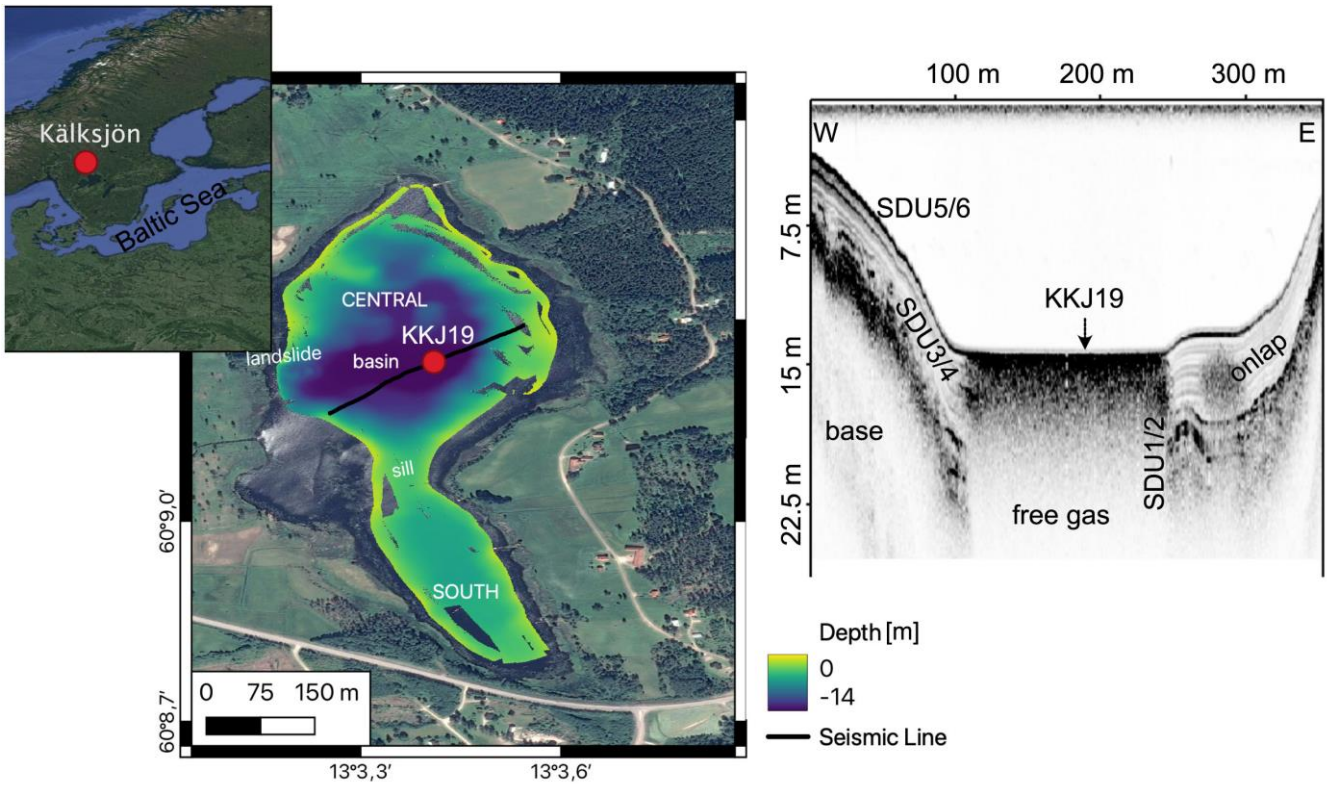 Kälksjön
Baltic Sea
CENTRAL
KKJ19
landslide
basin
sill
SOUTH
60°9,0'
60°8,7'
0 75 150 m
13°3,3' 13°3,6'
100 m 200 m 300 m
W E
SDU5/6
7.5 m
KKJ19
SDU3/4
onlap
15 m
base
SDU1/2
22.5 m
free gas
Depth [m]
0
-14
Seismic Line